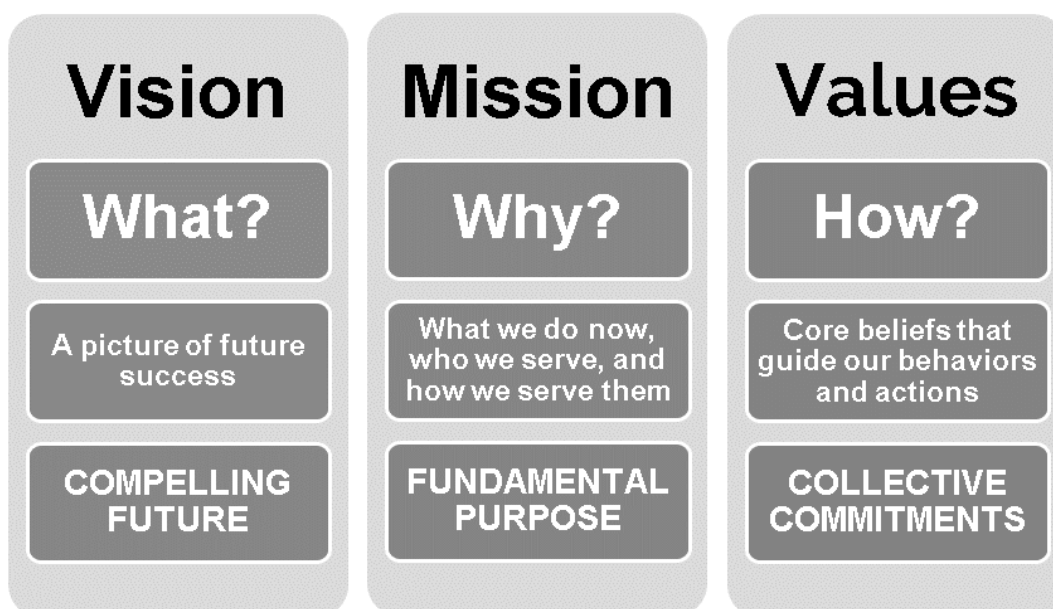 Vision
What?
A picture of future
success
COMPELLING
FUTURE
Mission
Why?
What we do now,
who we serve, and
how we serve them
FUNDAMENTAL
PURPOSE
Values
How?
Core beliefs that
guide our behaviors
and actions
COLLECTIVE
COMMITMENTS